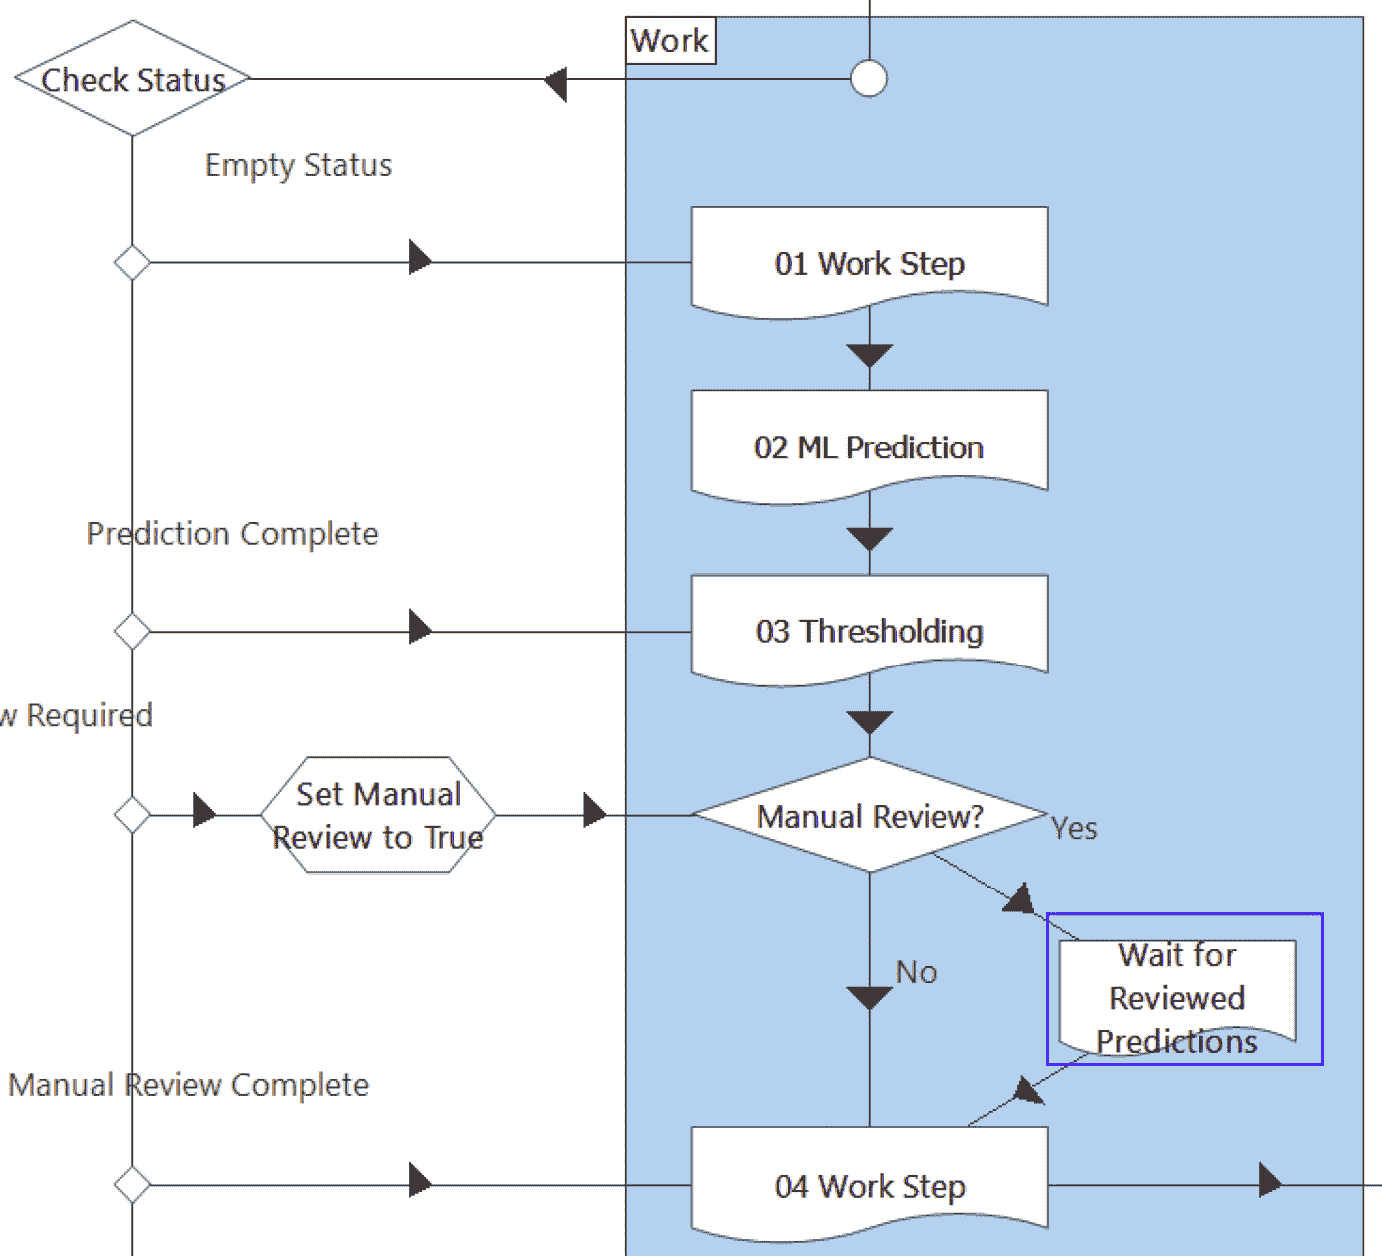 Work
Check Status
Empty Status
01 Work Step
02 ML Prediction
Prediction Complete
03 Thresholding
w Required
Set Manual
Review to True
Manual Review?
Yes
No
Wait for
Reviewed
Predictions
Manual Review Complete
04 Work Step